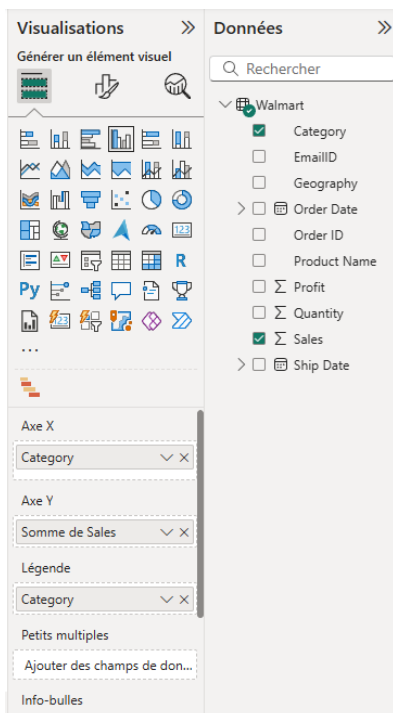 Visualisations
Générer un élément visuel
123
R
Py
123
...
Axe X
Category
Axe Y
Somme de Sales
Légende
Category
Petits multiples
Ajouter des champs de don...
Info-bulles
Données
Rechercher
Walmart
Category
EmailID
Geography
Order Date
Order ID
Product Name
Σ Profit
Σ Quantity
Σ Sales
Ship Date